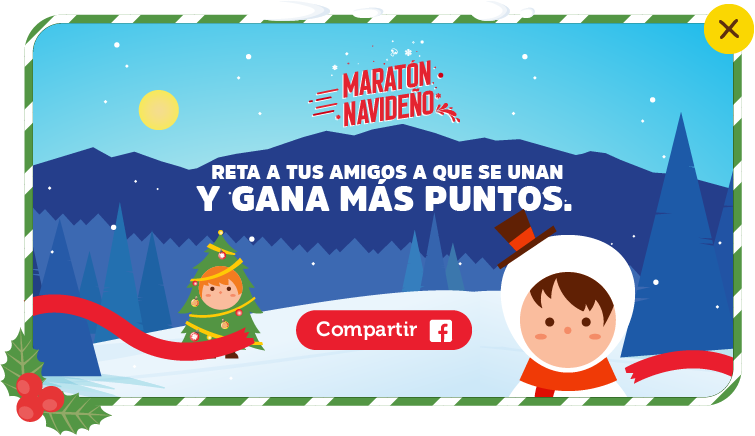 MARATÓN
NAVIDEÑO
RETA A TUS AMIGOS A QUE SE UNAN
Y GANA MÁS PUNTOS.
Compartir